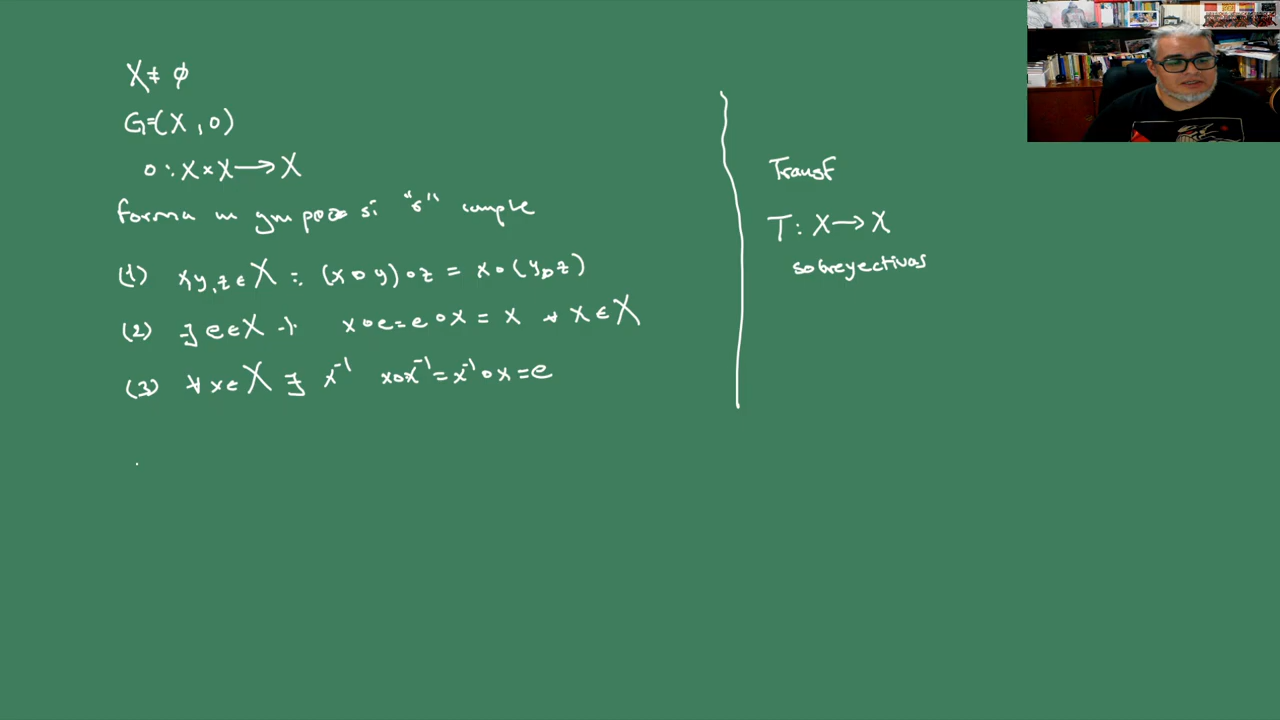 X ≠ ∅
G=(X, ∘)
∘ : X × X → X
forma un grupo si "∘" cumple
(1) x y, z ∈ X ∴ (x ∘ y) ∘ z = x ∘ (y ∘ z)
(2) ∃ e ∈ X ∙)∙ x ∘ e = e ∘ x = x ∀ x ∈ X
(3) ∀ x ∈ X ∃ x⁻¹ x∘x⁻¹ = x⁻¹ ∘ x = e
Transf
T : X → X
sobreyectivas